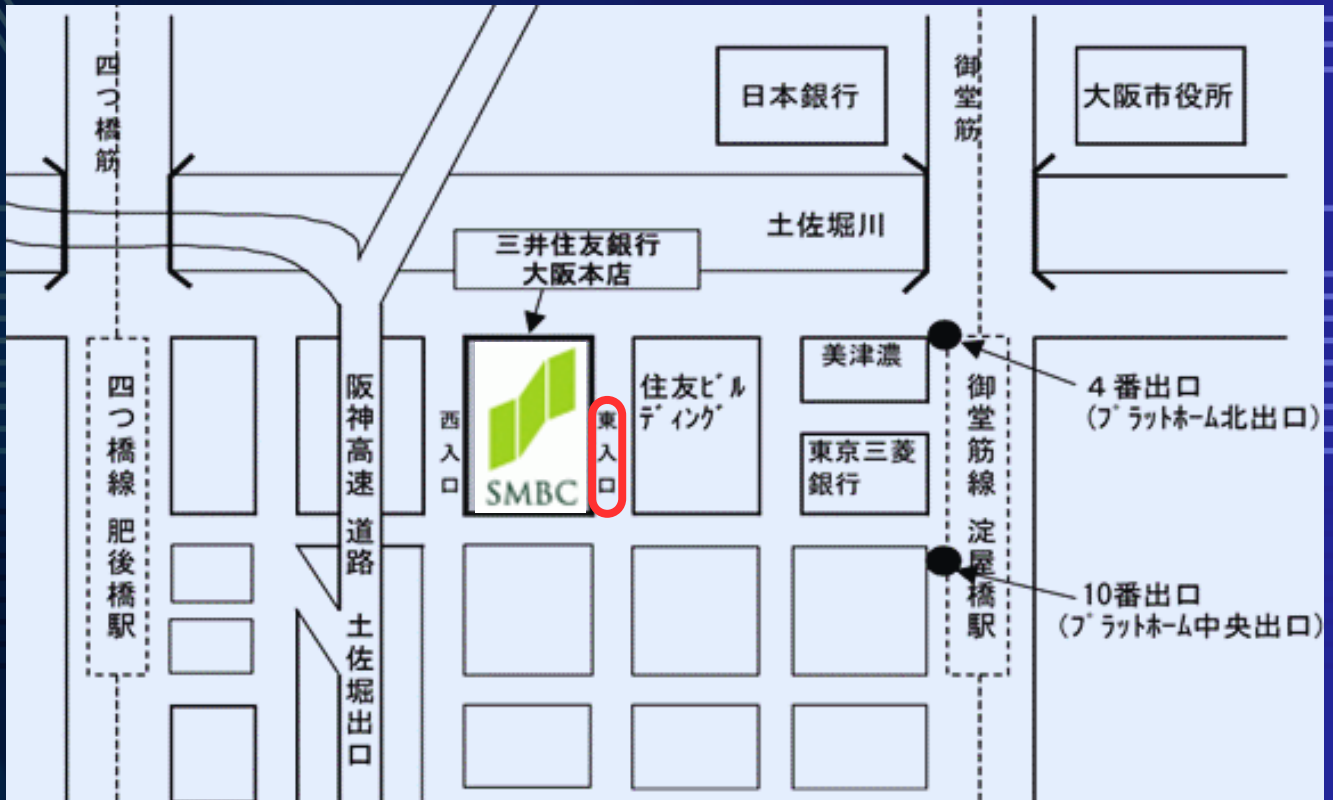 四つ橋筋
日本銀行
御堂筋
大阪市役所
土佐堀川
三井住友銀行
大阪本店
美津濃
4番出口
(プラットホーム北出口)
四つ橋線 肥後橋駅
阪神高速 道路 土佐堀出口
西入口
SMBC
東入口
住友ビル
ディング
東京三菱
銀行
御堂筋線 淀屋橋駅
10番出口
(プラットホーム中央出口)